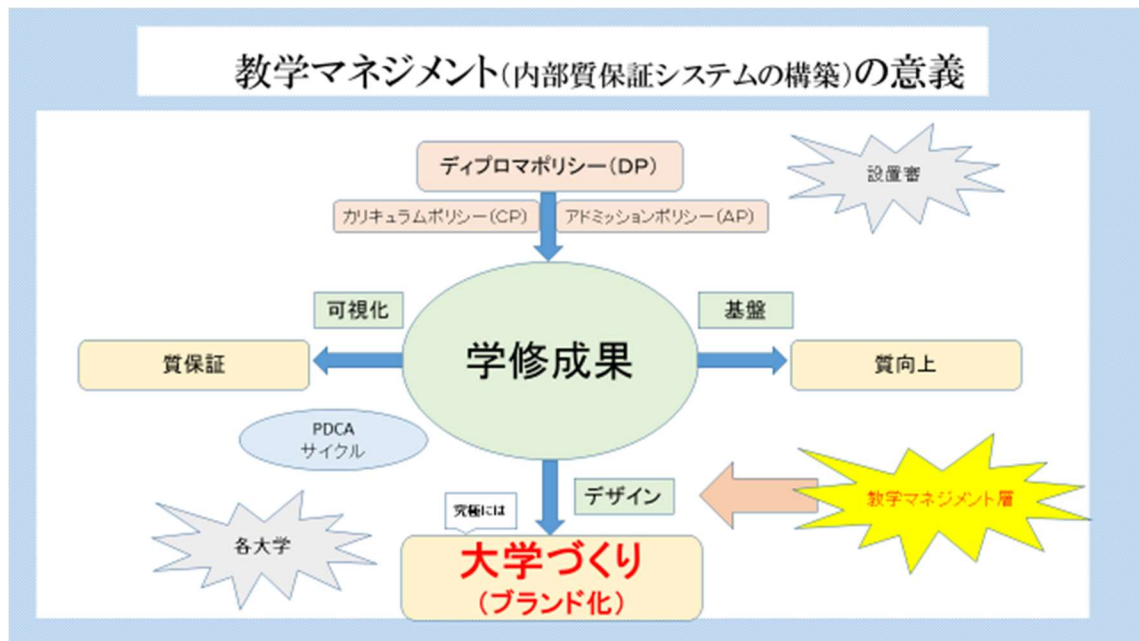 教学マネジメント(内部質保証システムの構築)の意義
ディプロマポリシー(DP)
設置審
カリキュラムポリシー(CP)
アドミッションポリシー(AP)
可視化
基盤
質保証
学修成果
質向上
PDCA
サイクル
デザイン
教学マネジメント層
究極には
各大学
大学づくり
(ブランド化)